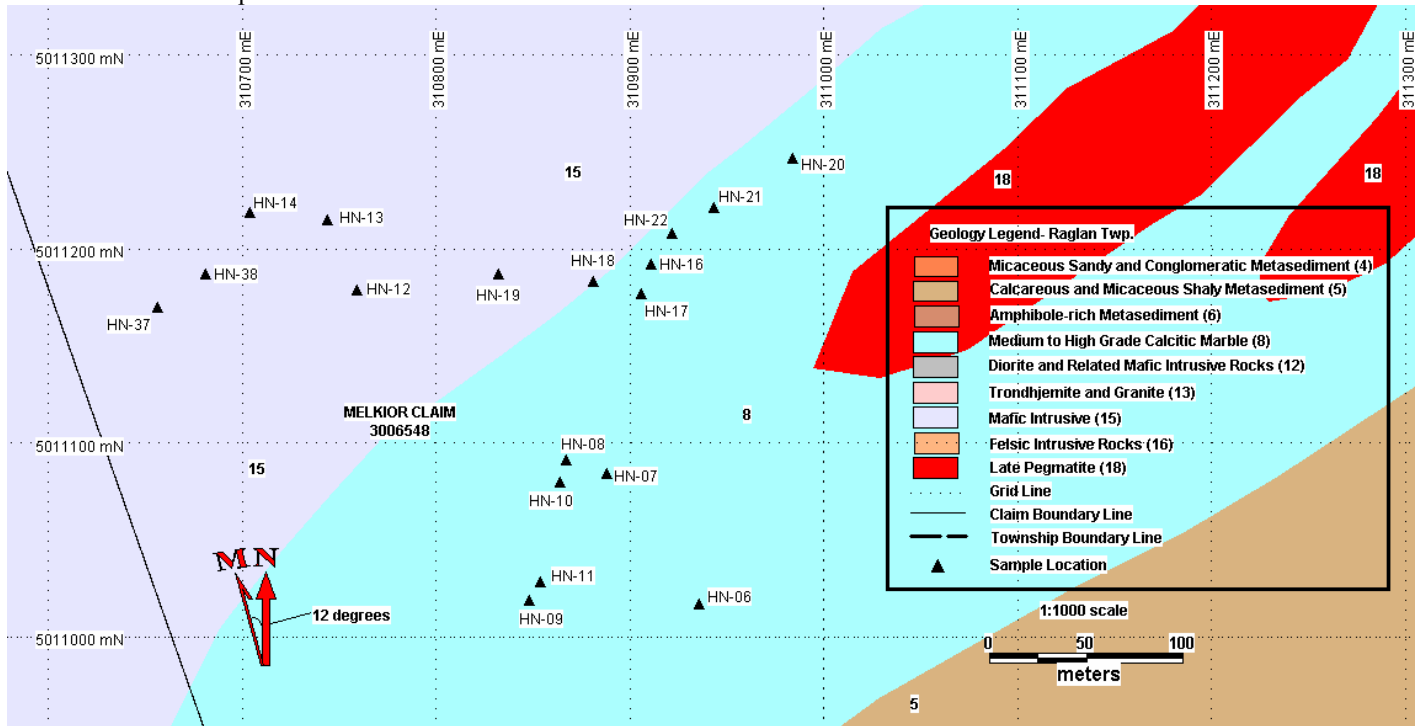 310700 mE
310800 mE
310900 mE
311000 mE
311100 mE
311200 mE
311300 mE
5011300 mN
15
HN-20
18
18
HN-14
HN-13
HN-21
HN-22
5011200 mN
HN-38
HN-12
HN-19
HN-18
HN-16
HN-17
HN-37
Geology Legend- Raglan Twp.
Micaceous Sandy and Conglomeratic Metasediment (4)
Calcareous and Micaceous Shaly Metasediment (5)
Amphibole-rich Metasediment (6)
Medium to High Grade Calcitic Marble (8)
Diorite and Related Mafic Intrusive Rocks (12)
Trondhjemite and Granite (13)
Mafic Intrusive (15)
Felsic Intrusive Rocks (16)
Late Pegmatite (18)
Grid Line
Claim Boundary Line
Township Boundary Line
Sample Location
MELKIOR CLAIM
3006548
8
5011100 mN
15
HN-08
HN-07
HN-10
HN-11
HN-09
HN-06
MN
12 degrees
5011000 mN
1:1000 scale
0 50 100
meters
5